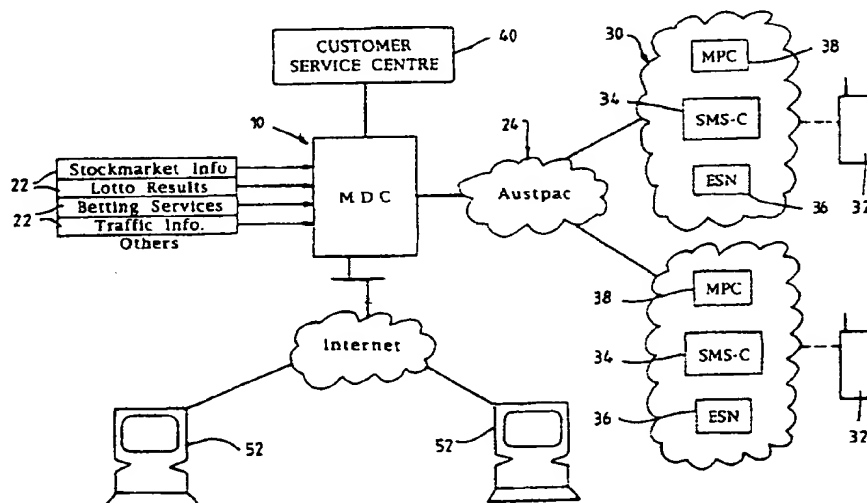 CUSTOMER
SERVICE CENTRE
40
30
MPC
38
34
SMS-C
10
24
ESN
36
32
22
Stockmarket Info
Lotto Results
22
Betting Services
22
Traffic Info.
Others
MDC
Austpac
38
MPC
34
SMS-C
36
ESN
32
Internet
52
52